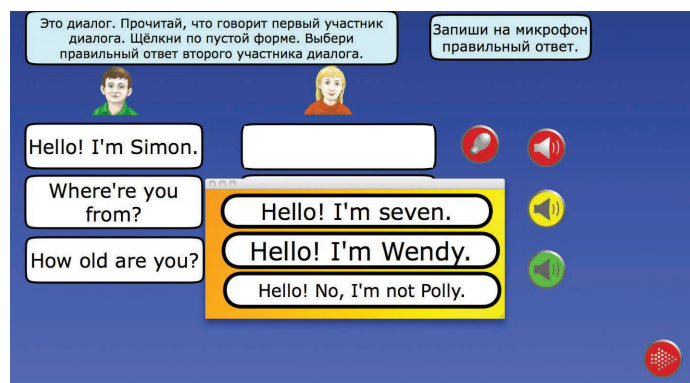 Это диалог. Прочитай, что говорит первый участник
диалога. Щёлкни по пустой форме. Выбери
правильный ответ второго участника диалога.
Запиши на микрофон
правильный ответ.
Hello! I'm Simon.
Where're you
from?
How old are you?
Hello! I'm seven.
Hello! I'm Wendy.
Hello! No, I'm not Polly.